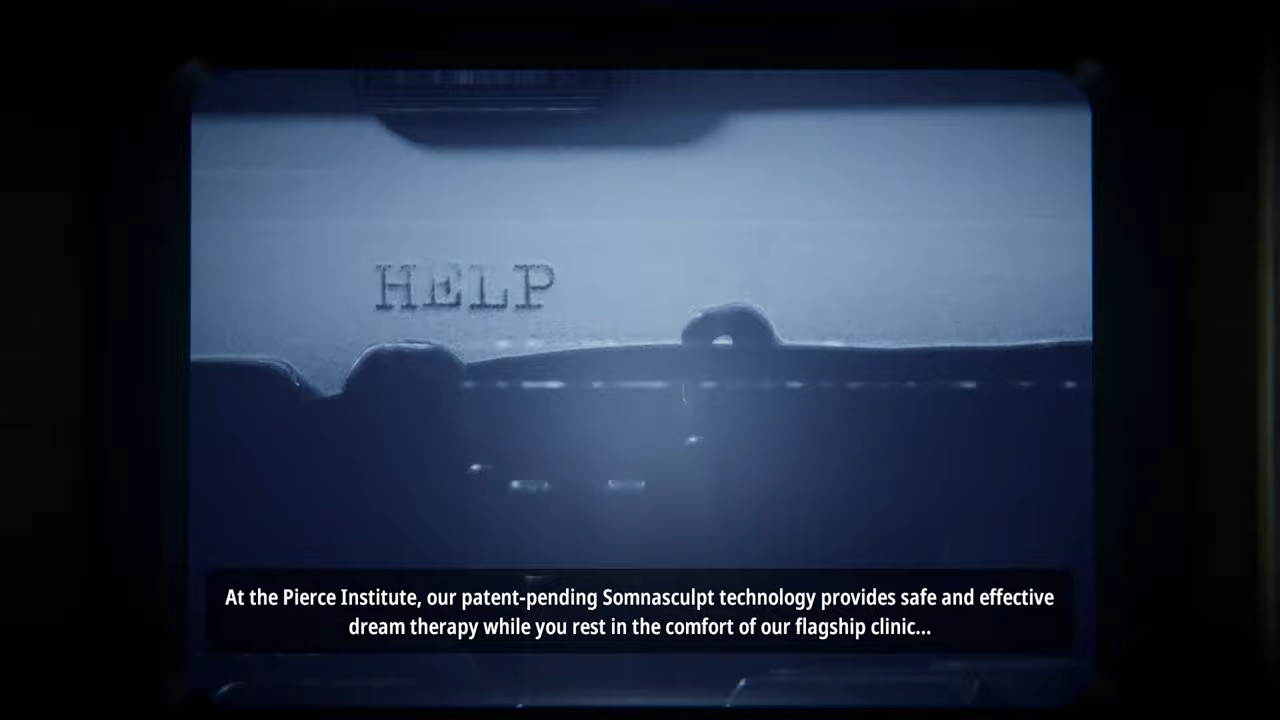 HELP
At the Pierce Institute, our patent-pending Somnasculpt technology provides safe and effective
dream therapy while you rest in the comfort of our flagship clinic...